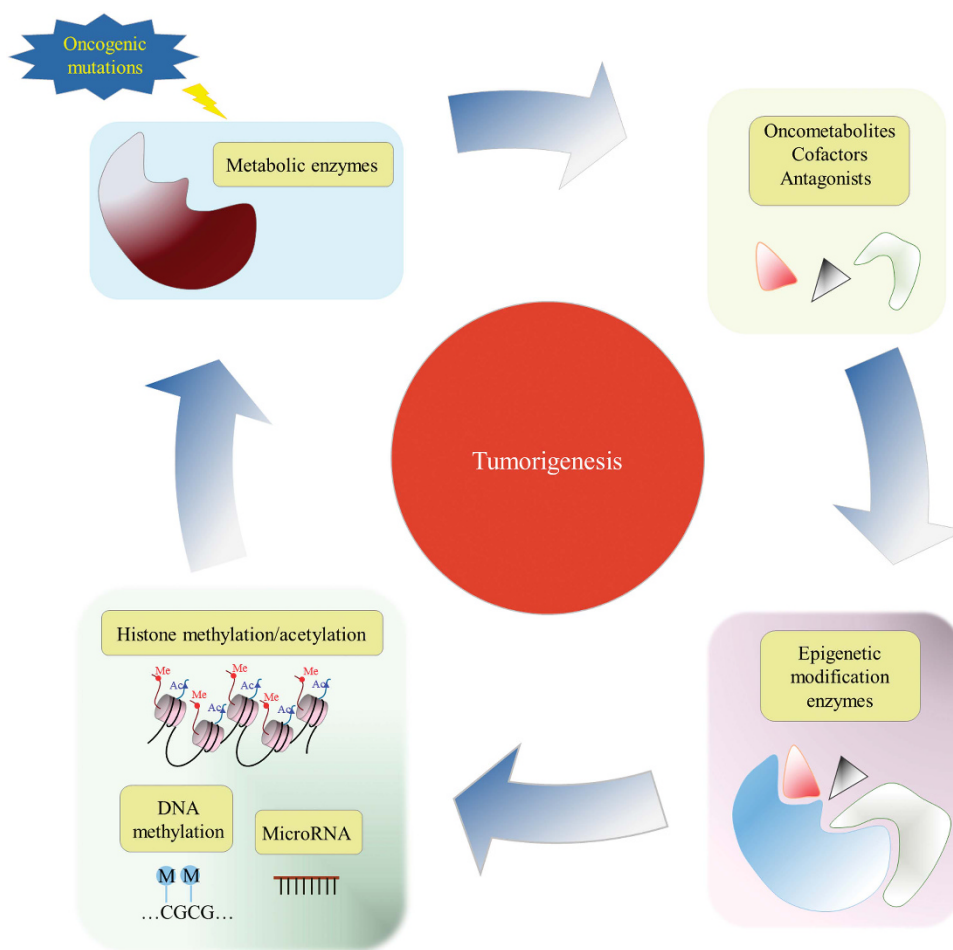 Oncogenic
mutations
Metabolic enzymes
Oncometabolites
Cofactors
Antagonists
Tumorigenesis
Epigenetic
modification
enzymes
Histone methylation/acetylation
Me Me Me
Ac Me Ac Me Ac
Ac Ac
DNA
methylation
MicroRNA
M M
…CGCG…